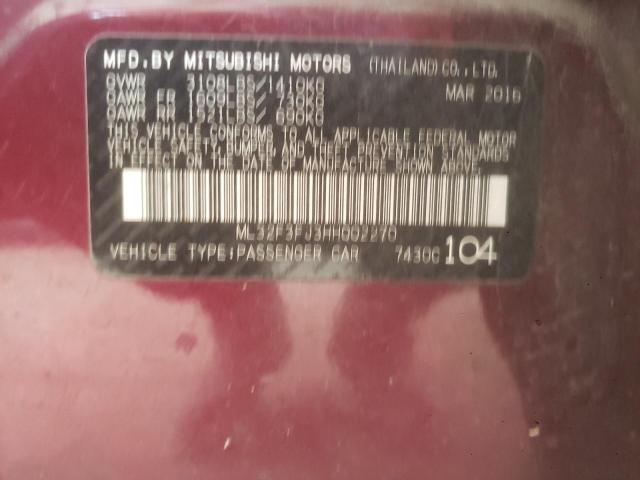 MFD.BY MITSUBISHI MOTORS (THAILAND) CO., LTD.
GVWR 3108LBS/1410KG MAR 2016
GAWR FR 1609LBS/ 730KG
GAWR RR 1521LBS/ 690KG
THIS VEHICLE CONFORMS TO ALL APPLICABLE FEDERAL MOTOR
VEHICLE SAFETY, BUMPER AND THEFT PREVENTION STANDARDS
IN EFFECT ON THE DATE OF MANUFACTURE SHOWN ABOVE.
ML32F3FJ3HH002270
VEHICLE TYPE:PASSENGER CAR 7430C 104